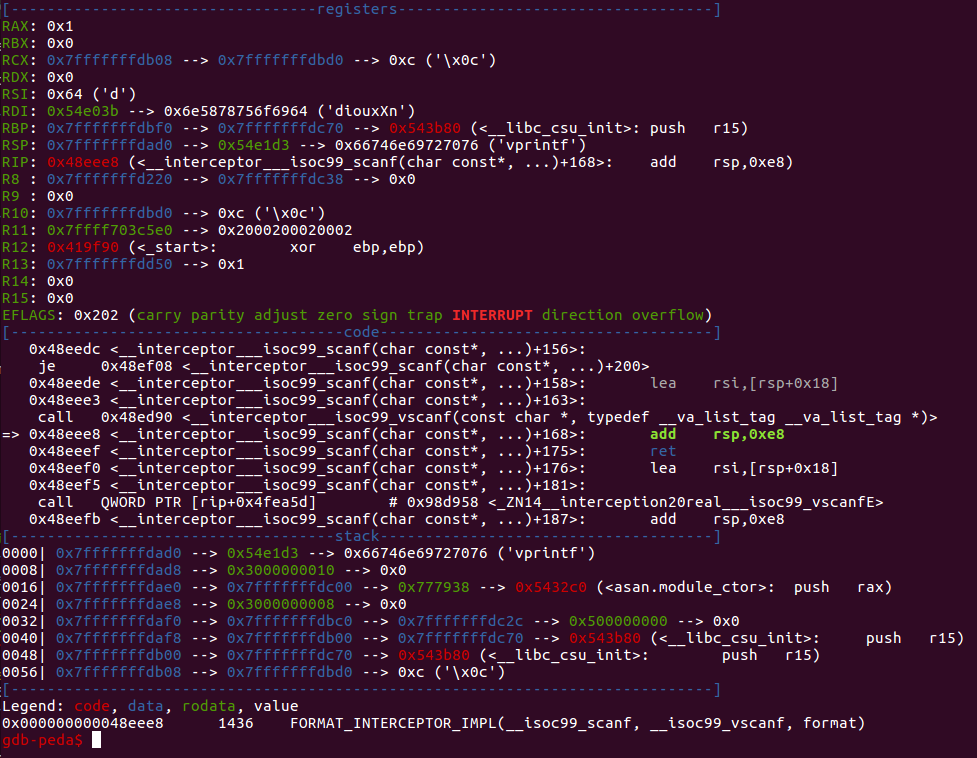 [----------------------------------registers-----------------------------------]
RAX: 0x1
RBX: 0x0
RCX: 0x7fffffffdb08 --> 0x7fffffffdbd0 --> 0xc ('\x0c')
RDX: 0x0
RSI: 0x64 ('d')
RDI: 0x54e03b --> 0x6e5878756f6964 ('diouxXn')
RBP: 0x7fffffffdbf0 --> 0x7fffffffdc70 --> 0x543b80 (<__libc_csu_init>: push   r15)
RSP: 0x7fffffffdad0 --> 0x54e1d3 --> 0x66746e69727076 ('vprintf')
RIP: 0x48eee8 (<__interceptor___isoc99_scanf(char const*, ...)+168>:    add    rsp,0xe8)
R8 : 0x7fffffffd220 --> 0x7fffffffdc38 --> 0x0
R9 : 0x0
R10: 0x7fffffffdbd0 --> 0xc ('\x0c')
R11: 0x7ffff703c5e0 --> 0x2000200020002
R12: 0x419f90 (<_start>:       xor    ebp,ebp)
R13: 0x7fffffffdd50 --> 0x1
R14: 0x0
R15: 0x0
EFLAGS: 0x202 (carry parity adjust zero sign trap INTERRUPT direction overflow)
[-------------------------------------code-------------------------------------]
   0x48eedc <__interceptor___isoc99_scanf(char const*, ...)+156>:
    je     0x48ef08 <__interceptor___isoc99_scanf(char const*, ...)+200>
   0x48eede <__interceptor___isoc99_scanf(char const*, ...)+158>:       lea    rsi,[rsp+0x18]
   0x48eee3 <__interceptor___isoc99_scanf(char const*, ...)+163>:
    call   0x48ed90 <__interceptor___isoc99_vscanf(const char *, typedef __va_list_tag __va_list_tag *)>
=> 0x48eee8 <__interceptor___isoc99_scanf(char const*, ...)+168>:       add    rsp,0xe8
   0x48eeef <__interceptor___isoc99_scanf(char const*, ...)+175>:       ret
   0x48eef0 <__interceptor___isoc99_scanf(char const*, ...)+176>:       lea    rsi,[rsp+0x18]
   0x48eef5 <__interceptor___isoc99_scanf(char const*, ...)+181>:
    call   QWORD PTR [rip+0x4fea5d]        # 0x98d958 <_ZN14__interception20real___isoc99_vscanfE>
   0x48eefb <__interceptor___isoc99_scanf(char const*, ...)+187>:       add    rsp,0xe8
[------------------------------------stack-------------------------------------]
0000| 0x7fffffffdad0 --> 0x54e1d3 --> 0x66746e69727076 ('vprintf')
0008| 0x7fffffffdad8 --> 0x3000000010 --> 0x0
0016| 0x7fffffffdae0 --> 0x7fffffffdc00 --> 0x777938 --> 0x5432c0 (<asan.module_ctor>:  push   rax)
0024| 0x7fffffffdae8 --> 0x3000000008 --> 0x0
0032| 0x7fffffffdaf0 --> 0x7fffffffdbc0 --> 0x7fffffffdc2c --> 0x500000000 --> 0x0
0040| 0x7fffffffdaf8 --> 0x7fffffffdb00 --> 0x7fffffffdc70 --> 0x543b80 (<__libc_csu_init>:     push   r15)
0048| 0x7fffffffdb00 --> 0x7fffffffdc70 --> 0x543b80 (<__libc_csu_init>:        push   r15)
0056| 0x7fffffffdb08 --> 0x7fffffffdbd0 --> 0xc ('\x0c')
[------------------------------------------------------------------------------]
Legend: code, data, rodata, value
0x000000000048eee8      1436    FORMAT_INTERCEPTOR_IMPL(__isoc99_scanf, __isoc99_vscanf, format)
gdb-peda$